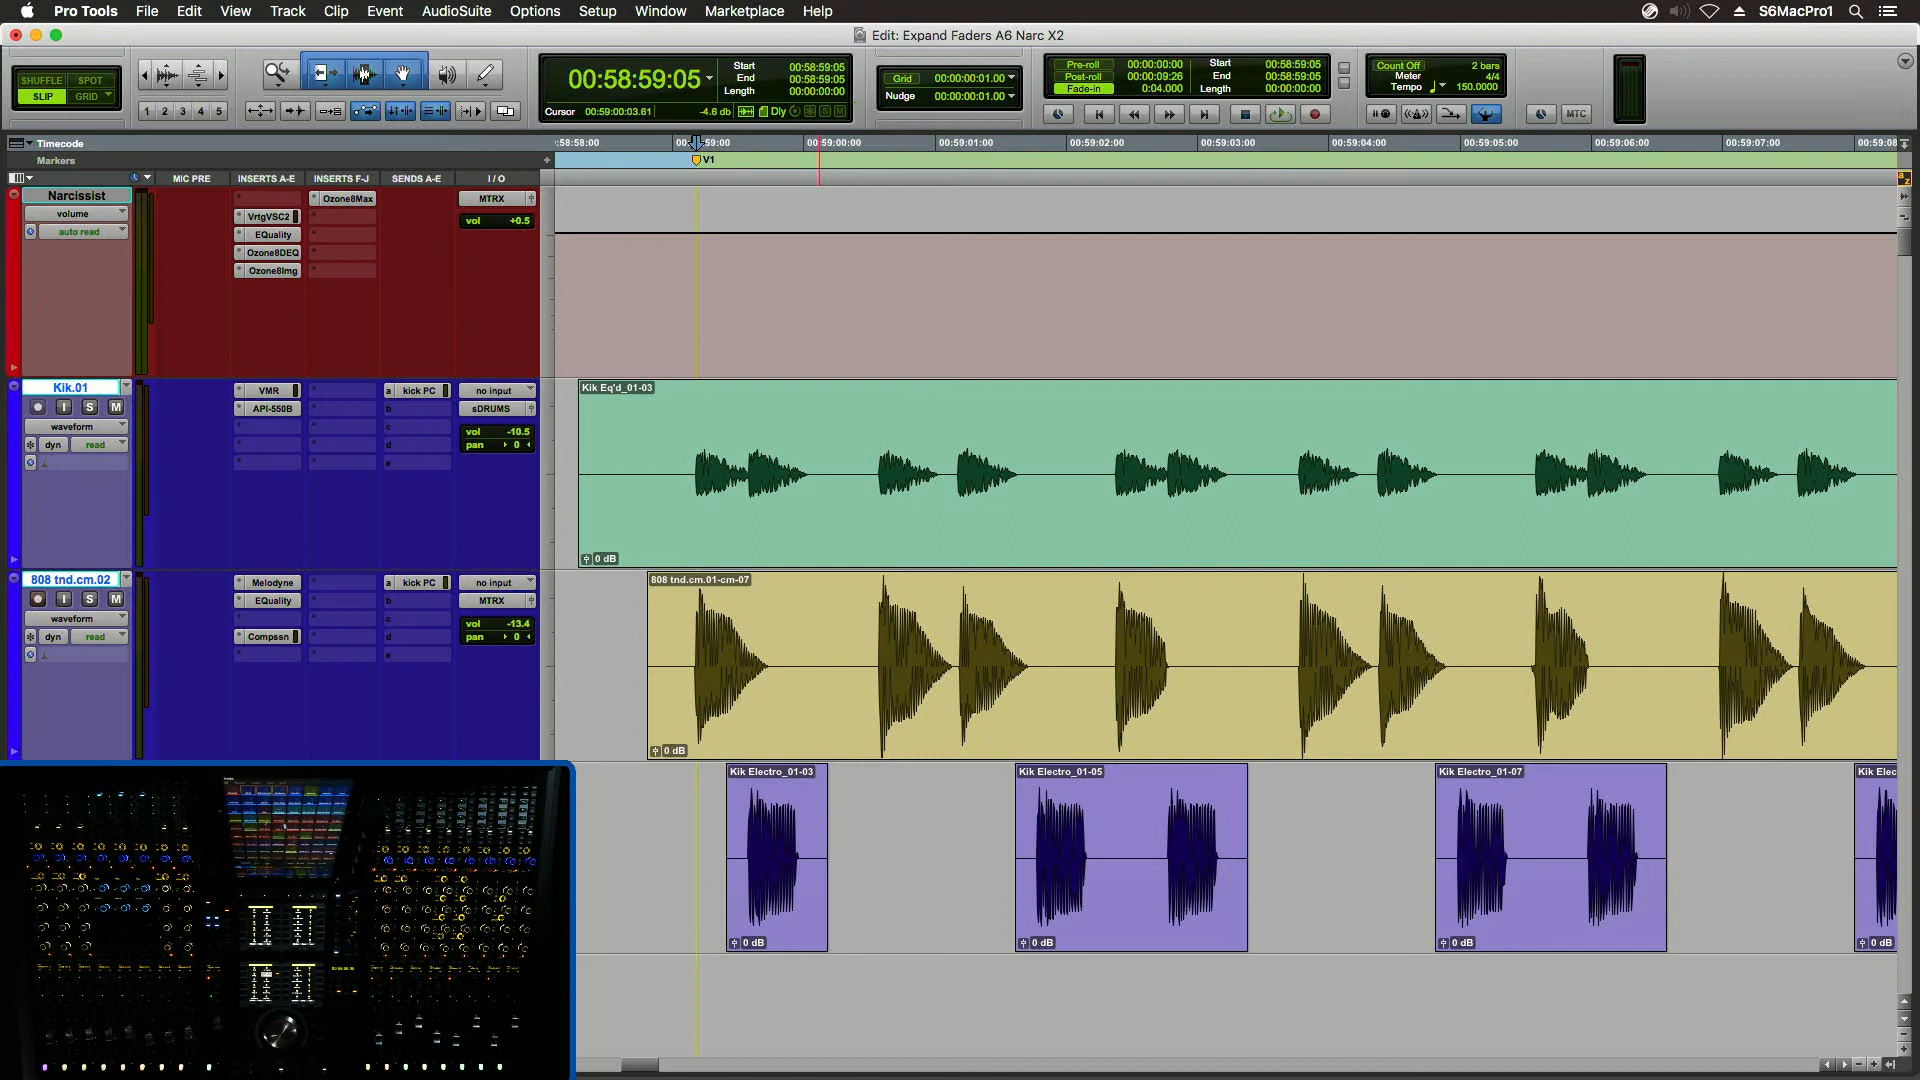 Pro Tools File Edit View Track Clip Event AudioSuite Options Setup Window Marketplace Help S6MacPro1
Edit: Expand Faders A6 Narc X2
SHUFFLE SPOT
SLIP GRID
1 2 3 4 5
00:58:59:05
Start 00:58:59:05
End 00:58:59:05
Length 00:00:00:00
Cursor 00:59:00:03.61 -4.6 db Dly
Grid 00:00:00:01.00
Nudge 00:00:00:01.00
Pre-roll 00:00:00:00
Post-roll 00:00:09:26
Fade-in 0:04.000
Start 00:58:59:05
End 00:58:59:05
Length 00:00:00:00
Count Off 2 bars
Meter 4/4
Tempo 150.0000
MTC
Timecode
:58:58:00 00:59:00:00 00:59:01:00 00:59:02:00 00:59:03:00 00:59:04:00 00:59:05:00 00:59:06:00 00:59:07:00 00:59:08
Markers
V1
MIC PRE INSERTS A-E INSERTS F-J SENDS A-E I / O
Narcissist
volume
auto read
VrtgVSC2
EQuality
Ozone8DEQ
Ozone8Img
Ozone8Max
MTRX
vol +0.5
Kik.01
I S M
waveform
dyn read
VMR
API-550B
a kick PC
b
c
d
e
no input
sDRUMS
vol -10.5
pan 0
Kik Eq'd_01-03
0 dB
808 tnd.cm.02
I S M
waveform
dyn read
Melodyne
EQuality
Compssn
a kick PC
b
c
d
e
no input
MTRX
vol -13.4
pan 0
808 tnd.cm.01-cm-07
0 dB
Kik Electro_01-03
0 dB
Kik Electro_01-05
0 dB
Kik Electro_01-07
0 dB
Kik Elec
0 dB